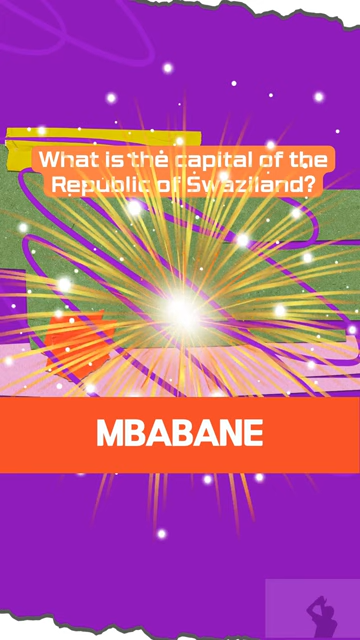 What is the capital of the
Republic of Swaziland?
MBABANE